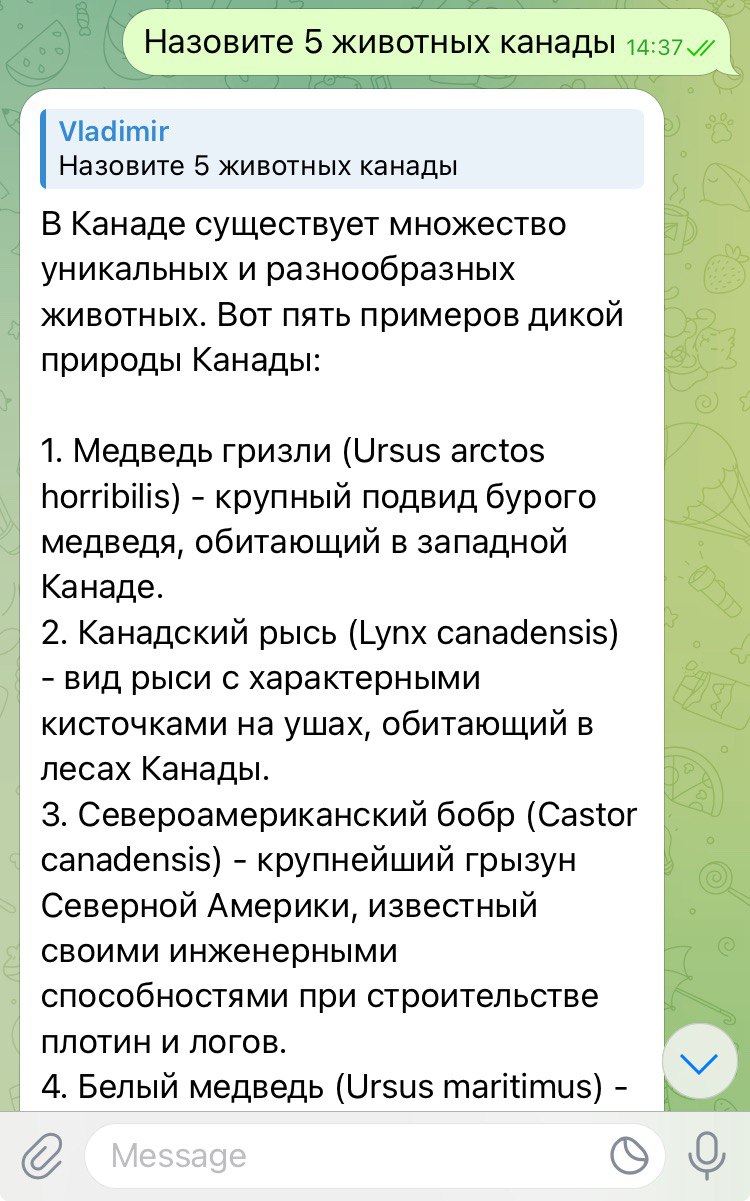 Назовите 5 животных канады 14:37
Vladimir
Назовите 5 животных канады
В Канаде существует множество
уникальных и разнообразных
животных. Вот пять примеров дикой
природы Канады:
1. Медведь гризли (Ursus arctos
horribilis) - крупный подвид бурого
медведя, обитающий в западной
Канаде.
2. Канадский рысь (Lynx canadensis)
- вид рыси с характерными
кисточками на ушах, обитающий в
лесах Канады.
3. Североамериканский бобр (Castor
canadensis) - крупнейший грызун
Северной Америки, известный
своими инженерными
способностями при строительстве
плотин и логов.
4. Белый медведь (Ursus maritimus) -
Message